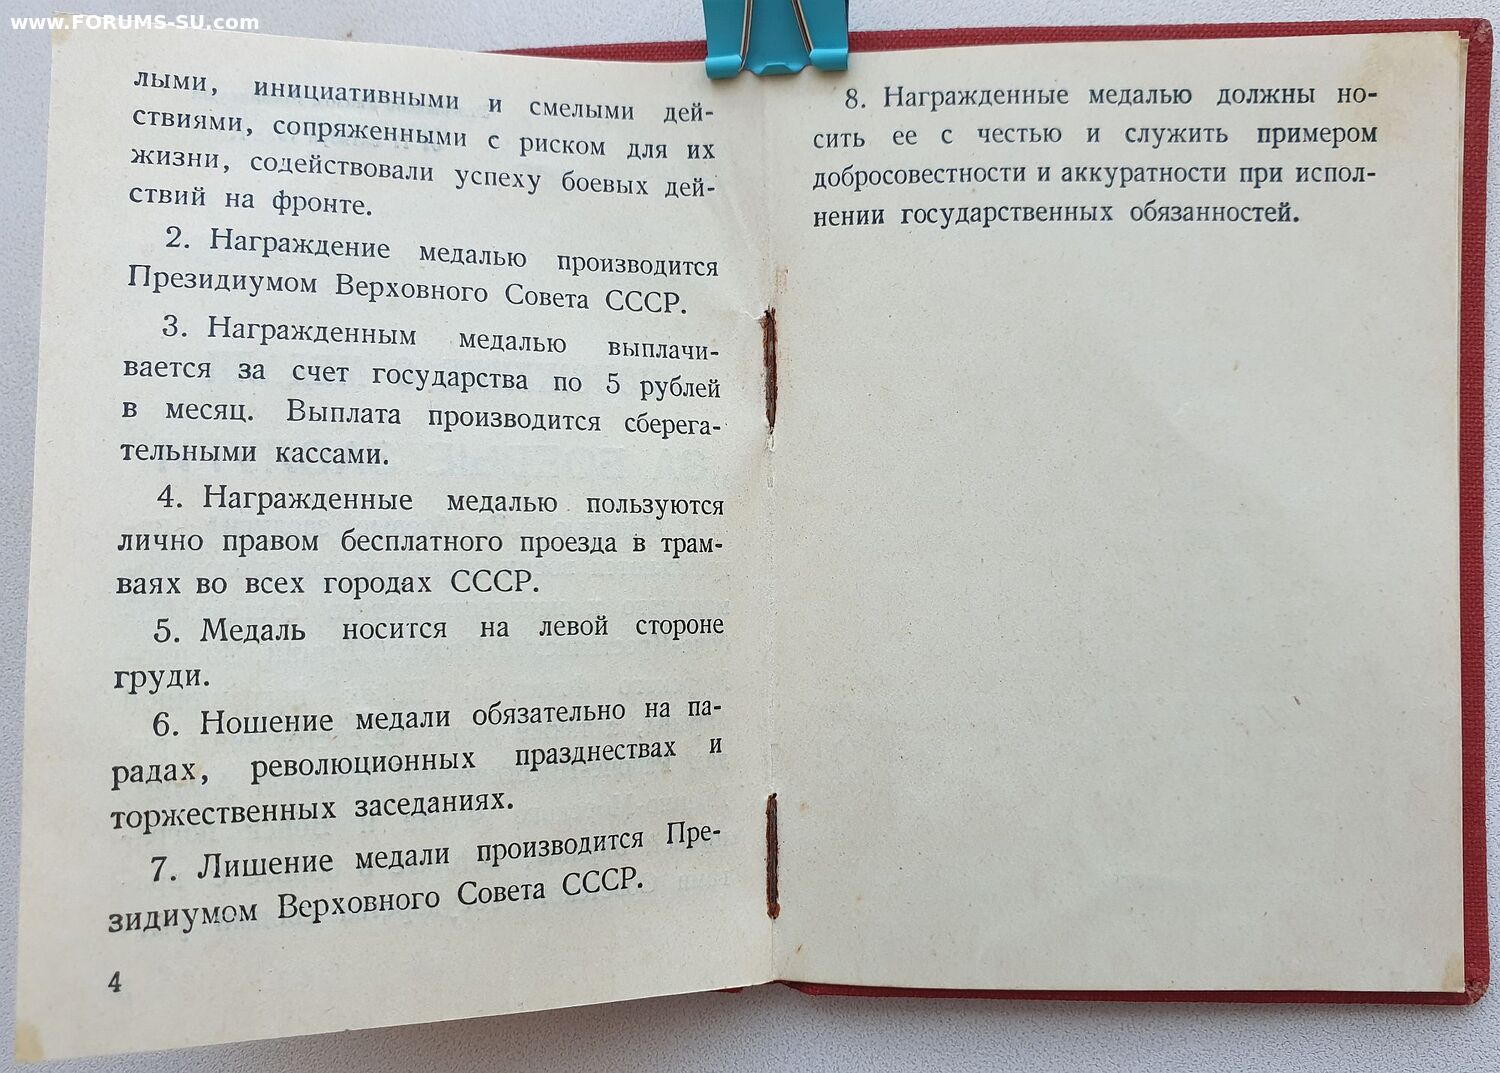 www.FORUMS-SU.com
лыми, инициативными и смелыми дей-
ствиями, сопряженными с риском для их
жизни, содействовали успеху боевых дей-
ствий на фронте.
2. Награждение медалью производится
Президиумом Верховного Совета СССР.
3. Награжденным медалью выплачи-
вается за счет государства по 5 рублей
в месяц. Выплата производится сберега-
тельными кассами.
4. Награжденные медалью пользуются
лично правом бесплатного проезда в трам-
ваях во всех городах СССР.
5. Медаль носится на левой стороне
груди.
6. Ношение медали обязательно на па-
радах, революционных празднествах и
торжественных заседаниях.
7. Лишение медали производится Пре-
зидиумом Верховного Совета СССР.
4
8. Награжденные медалью должны но-
сить ее с честью и служить примером
добросовестности и аккуратности при испол-
нении государственных обязанностей.